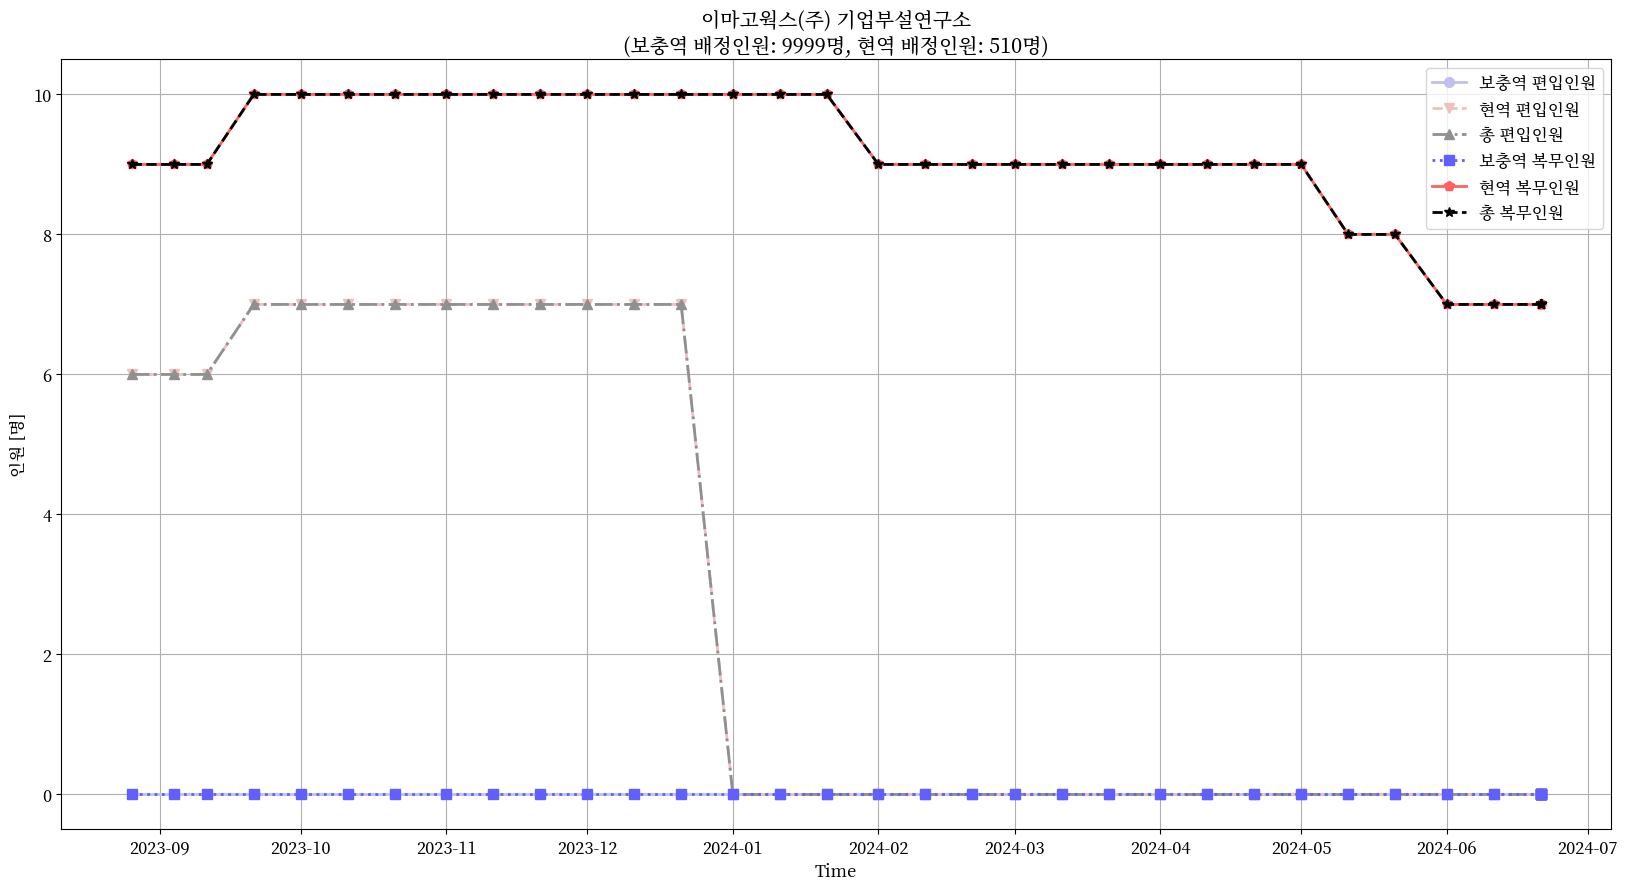 이마고웍스(주) 기업부설연구소
(보충역 배정인원: 9999명, 현역 배정인원: 510명)
보충역 편입인원
현역 편입인원
총 편입인원
보충역 복무인원
현역 복무인원
총 복무인원
10
8
6
4
2
0
인원 [명]
2023-09 2023-10 2023-11 2023-12 2024-01 2024-02 2024-03 2024-04 2024-05 2024-06 2024-07
Time